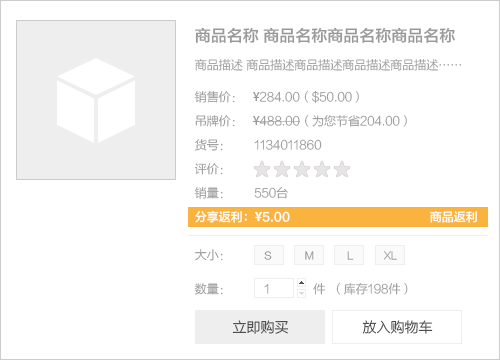 商品名称 商品名称商品名称商品名称
商品描述 商品描述商品描述商品描述商品描述……
销售价： ¥284.00 ( $50.00 )
吊牌价： ¥488.00 ( 为您节省204.00 )
货号： 1134011860
评价：
销量： 550台
分享返利：¥5.00 商品返利
大小： S M L XL
数量： 1 件 （ 库存198件 ）
立即购买 放入购物车